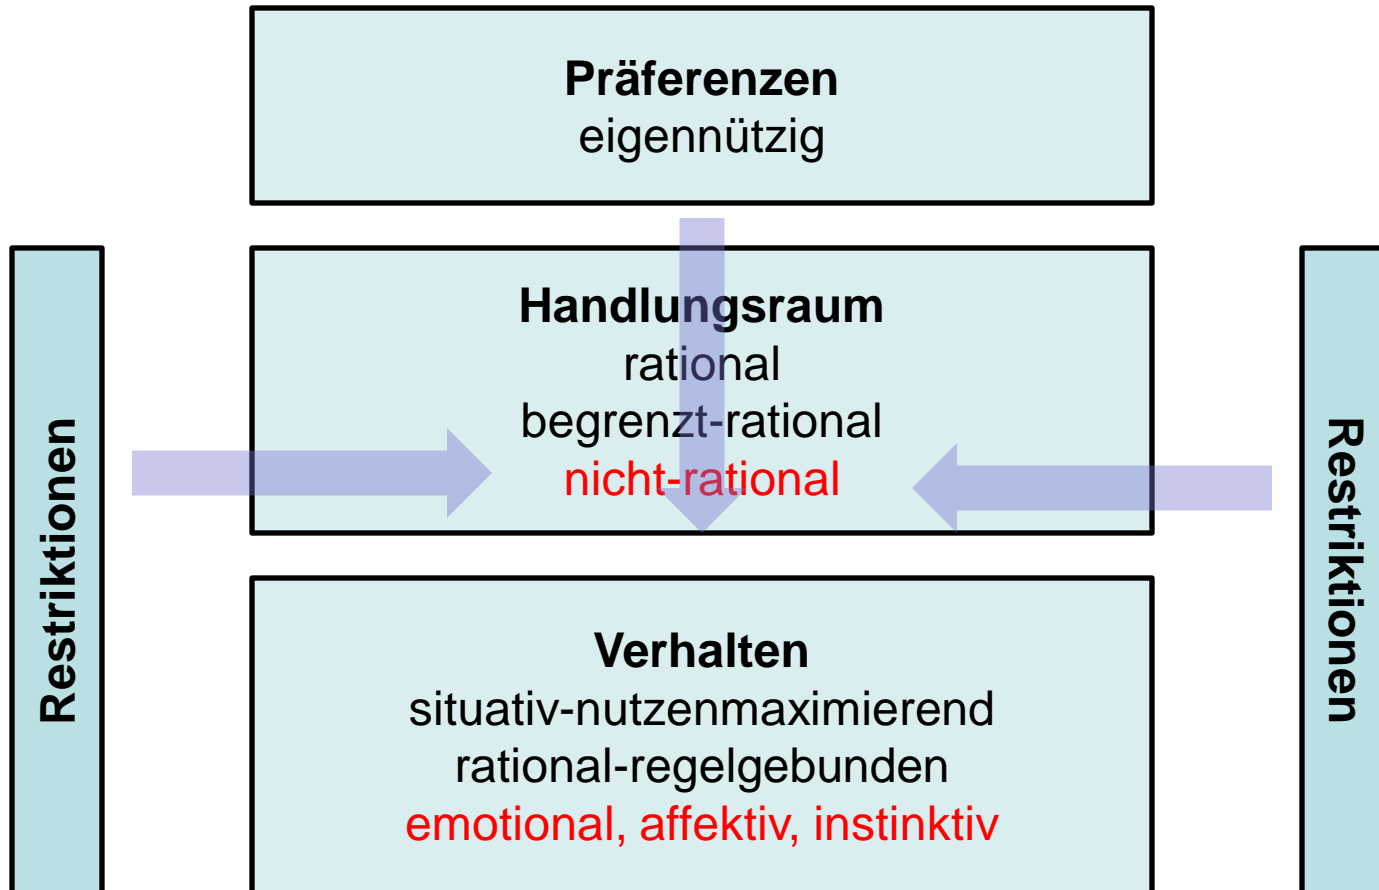 Präferenzen
eigennützig
Restriktionen
Handlungsraum
rational
begrenzt-rational
nicht-rational
Restriktionen
Verhalten
situativ-nutzenmaximierend
rational-regelgebunden
emotional, affektiv, instinktiv